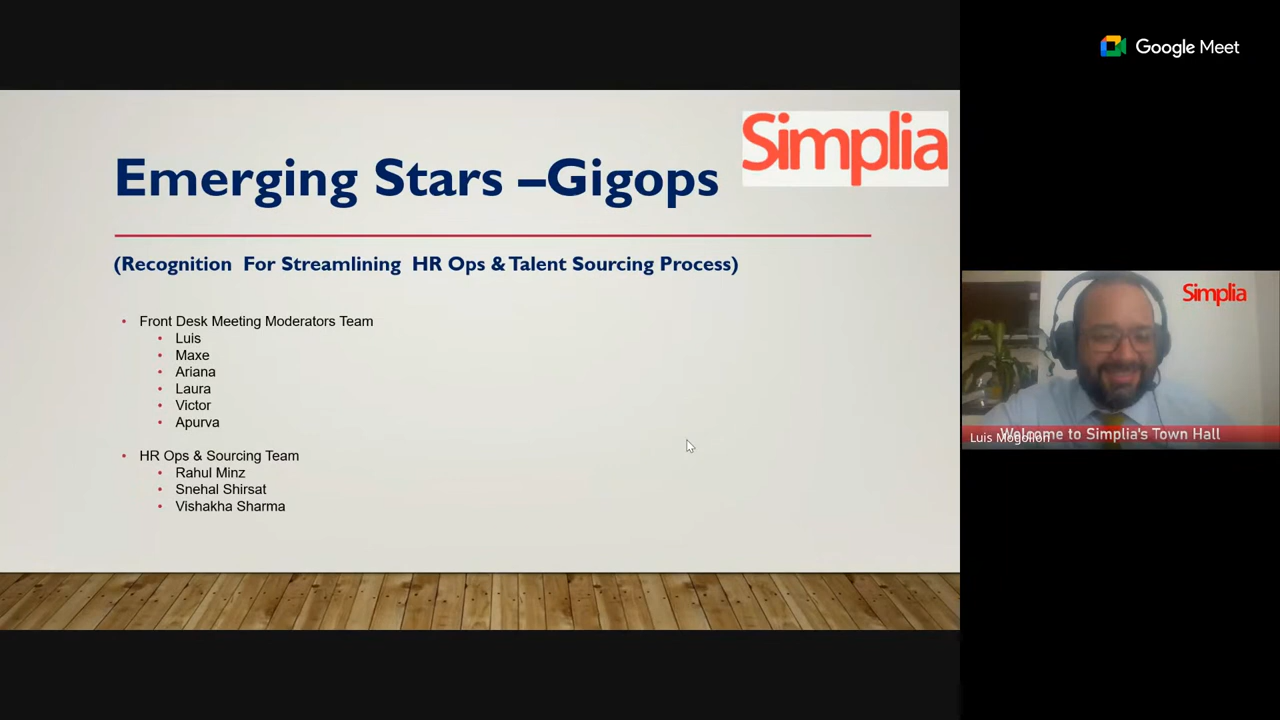 Google Meet
Simplia
Emerging Stars –Gigops
(Recognition For Streamlining HR Ops & Talent Sourcing Process)
• Front Desk Meeting Moderators Team
• Luis
• Maxe
• Ariana
• Laura
• Victor
• Apurva
• HR Ops & Sourcing Team
• Rahul Minz
• Snehal Shirsat
• Vishakha Sharma
Simplia
Welcome to Simplia's Town Hall
Luis Mogollon